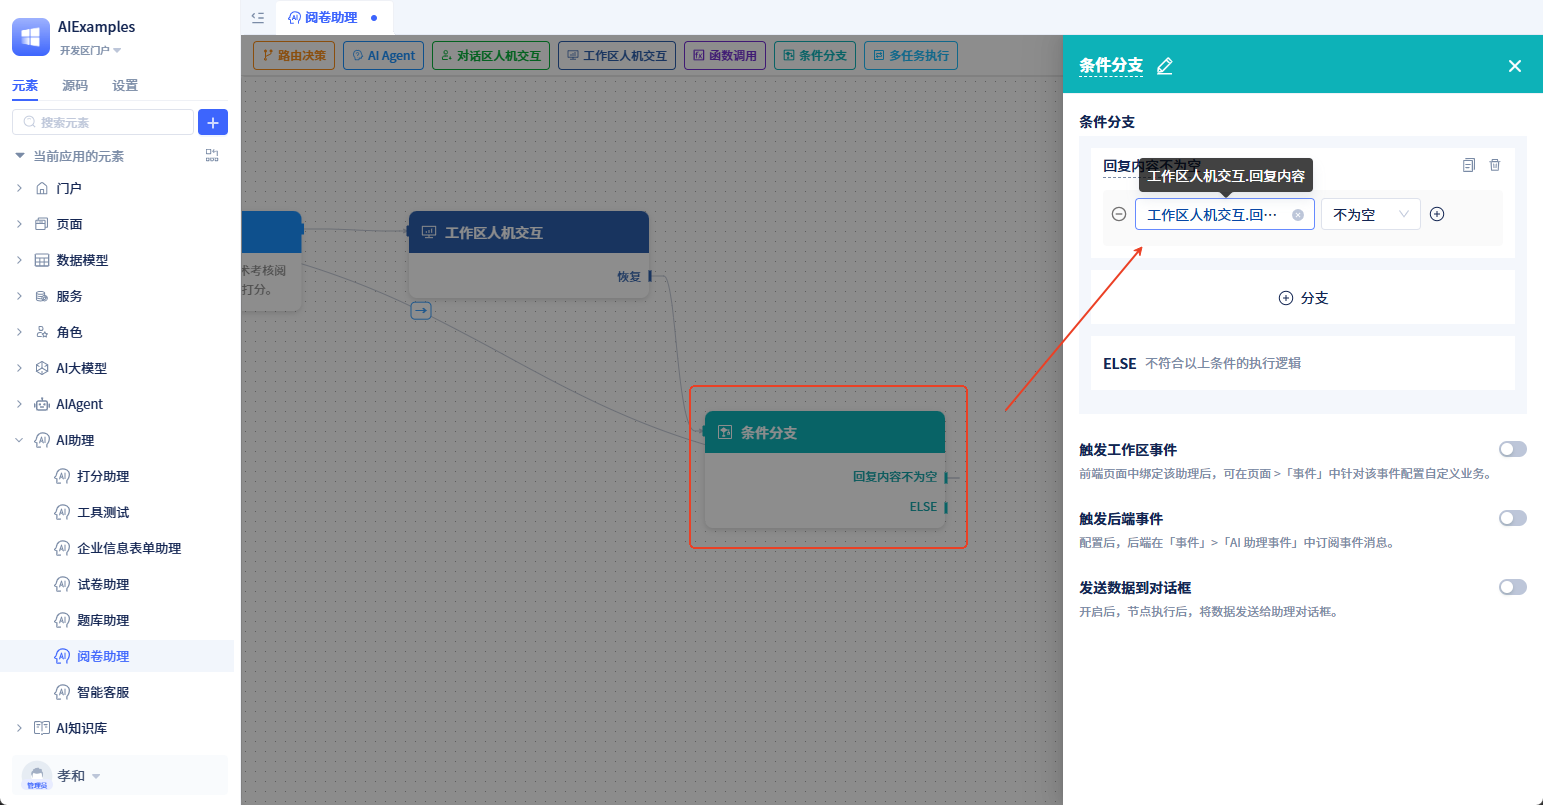 AIExamples
开发区门户
元素 源码 设置
搜索元素
当前应用的元素
门户
页面
数据模型
服务
角色
AI大模型
AIAgent
AI助理
打分助理
工具测试
企业信息表单助理
试卷助理
题库助理
阅卷助理
智能客服
AI知识库
管理员
孝和
阅卷助理
路由决策 AI Agent 对话区人机交互 工作区人机交互 函数调用 条件分支 多任务执行
术考核阅
打分。
工作区人机交互
恢复
条件分支
回复内容不为空
ELSE
条件分支
条件分支
回复内容不为空
工作区人机交互.回复内容
工作区人机交互.回··· 不为空
分支
ELSE 不符合以上条件的执行逻辑
触发工作区事件
前端页面中绑定该助理后，可在页面 >「事件」中针对该事件配置自定义业务。
触发后端事件
配置后，后端在「事件」>「AI 助理事件」中订阅事件消息。
发送数据到对话框
开启后，节点执行后，将数据发送给助理对话框。